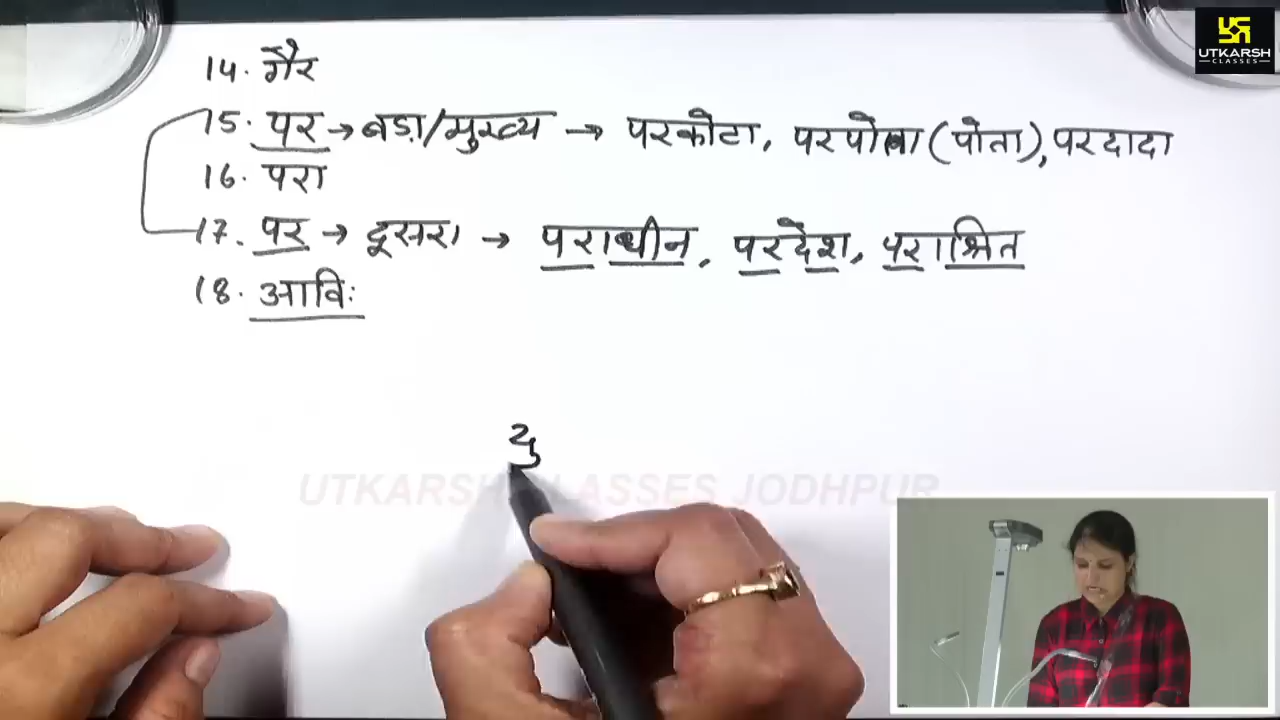 14. गैर
15. पर → बड़ा/मुख्य → परकोटा, परपोता (पोता), परदादा
16. परा
17. पर → दूसरा → पराधीन, परदेश, पराश्रित
18. आविः
UTKARSH CLASSES JODHPUR
UTKARSH
CLASSES